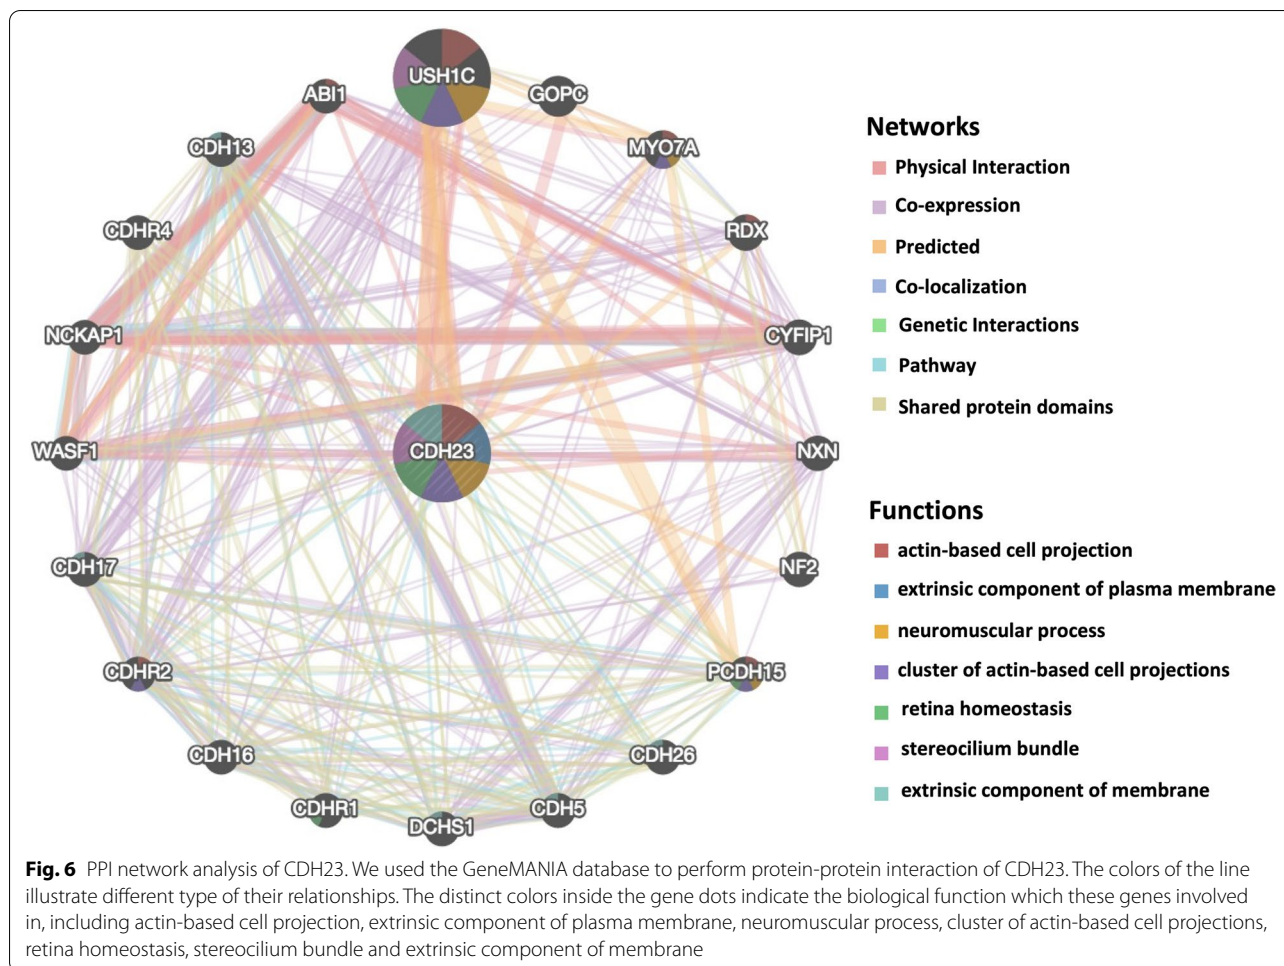 USH1C
GOPC
ABI1
MYO7A
CDH13
RDX
CDHR4
NCKAP1
CYFIP1
WASF1
CDH23
NXN
CDH17
NF2
CDHR2
PCDH15
CDH16
CDH26
CDHR1
CDH5
DCHS1
Networks
Physical Interaction
Co-expression
Predicted
Co-localization
Genetic Interactions
Pathway
Shared protein domains
Functions
actin-based cell projection
extrinsic component of plasma membrane
neuromuscular process
cluster of actin-based cell projections
retina homeostasis
stereocilium bundle
extrinsic component of membrane
Fig. 6 PPI network analysis of CDH23. We used the GeneMANIA database to perform protein-protein interaction of CDH23. The colors of the line
illustrate different type of their relationships. The distinct colors inside the gene dots indicate the biological function which these genes involved
in, including actin-based cell projection, extrinsic component of plasma membrane, neuromuscular process, cluster of actin-based cell projections,
retina homeostasis, stereocilium bundle and extrinsic component of membrane